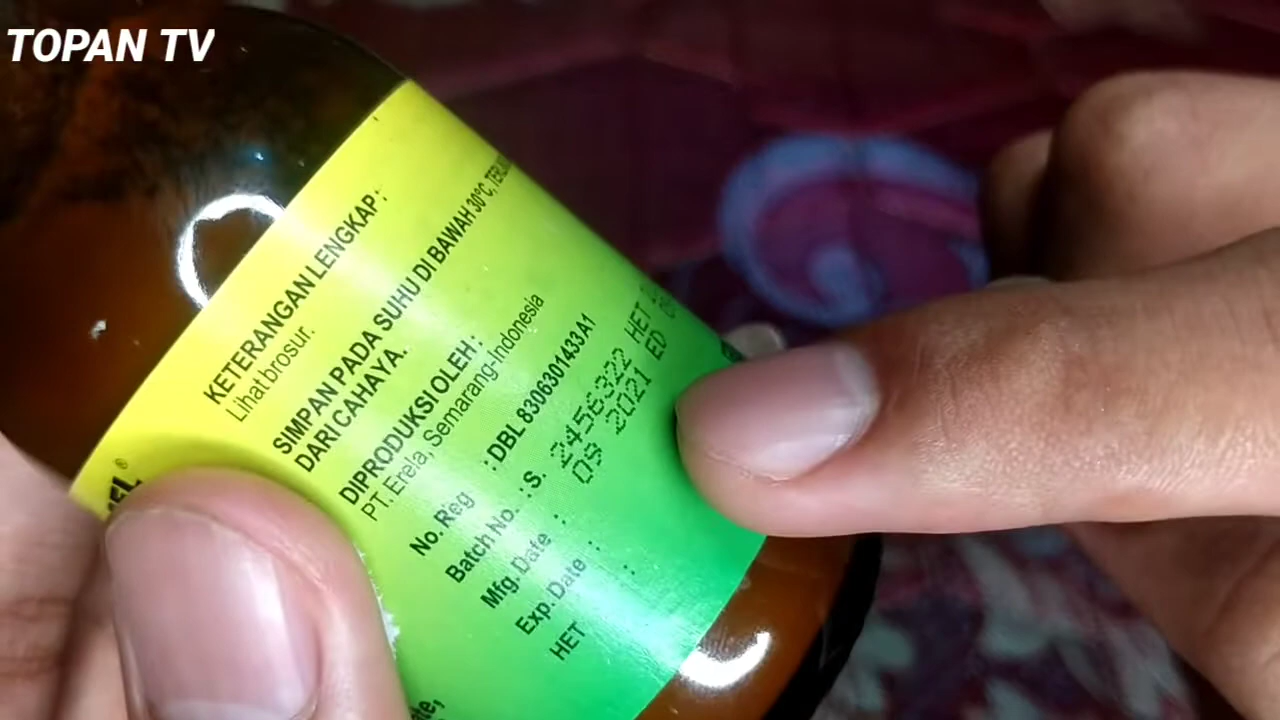 TOPAN TV
KETERANGAN LENGKAP:
Lihat brosur.
SIMPAN PADA SUHU DI BAWAH 30°C,
DARI CAHAYA.
DIPRODUKSI OLEH:
PT. Erela, Semarang-Indonesia
No. Reg : DBL 8306301433A1
Batch No. : S. 2456322 HET
Mfg. Date : 09 2021 ED
Exp. Date :
HET :